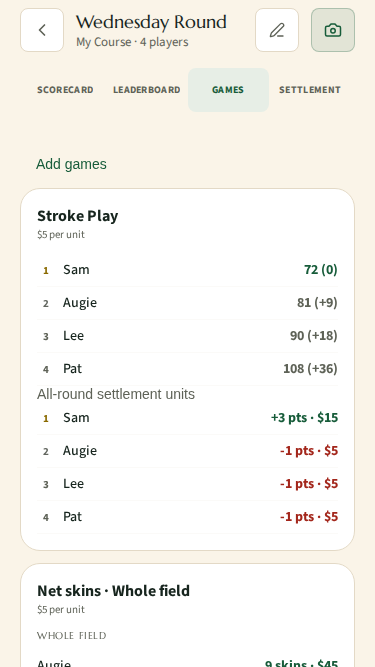 Wednesday Round
My Course · 4 players
SCORECARD LEADERBOARD GAMES SETTLEMENT
Add games
Stroke Play
$5 per unit
1 Sam 72 (0)
2 Augie 81 (+9)
3 Lee 90 (+18)
4 Pat 108 (+36)
All-round settlement units
1 Sam +3 pts · $15
2 Augie -1 pts · $5
3 Lee -1 pts · $5
4 Pat -1 pts · $5
Net skins · Whole field
$5 per unit
WHOLE FIELD
Augie 9 skins · $45